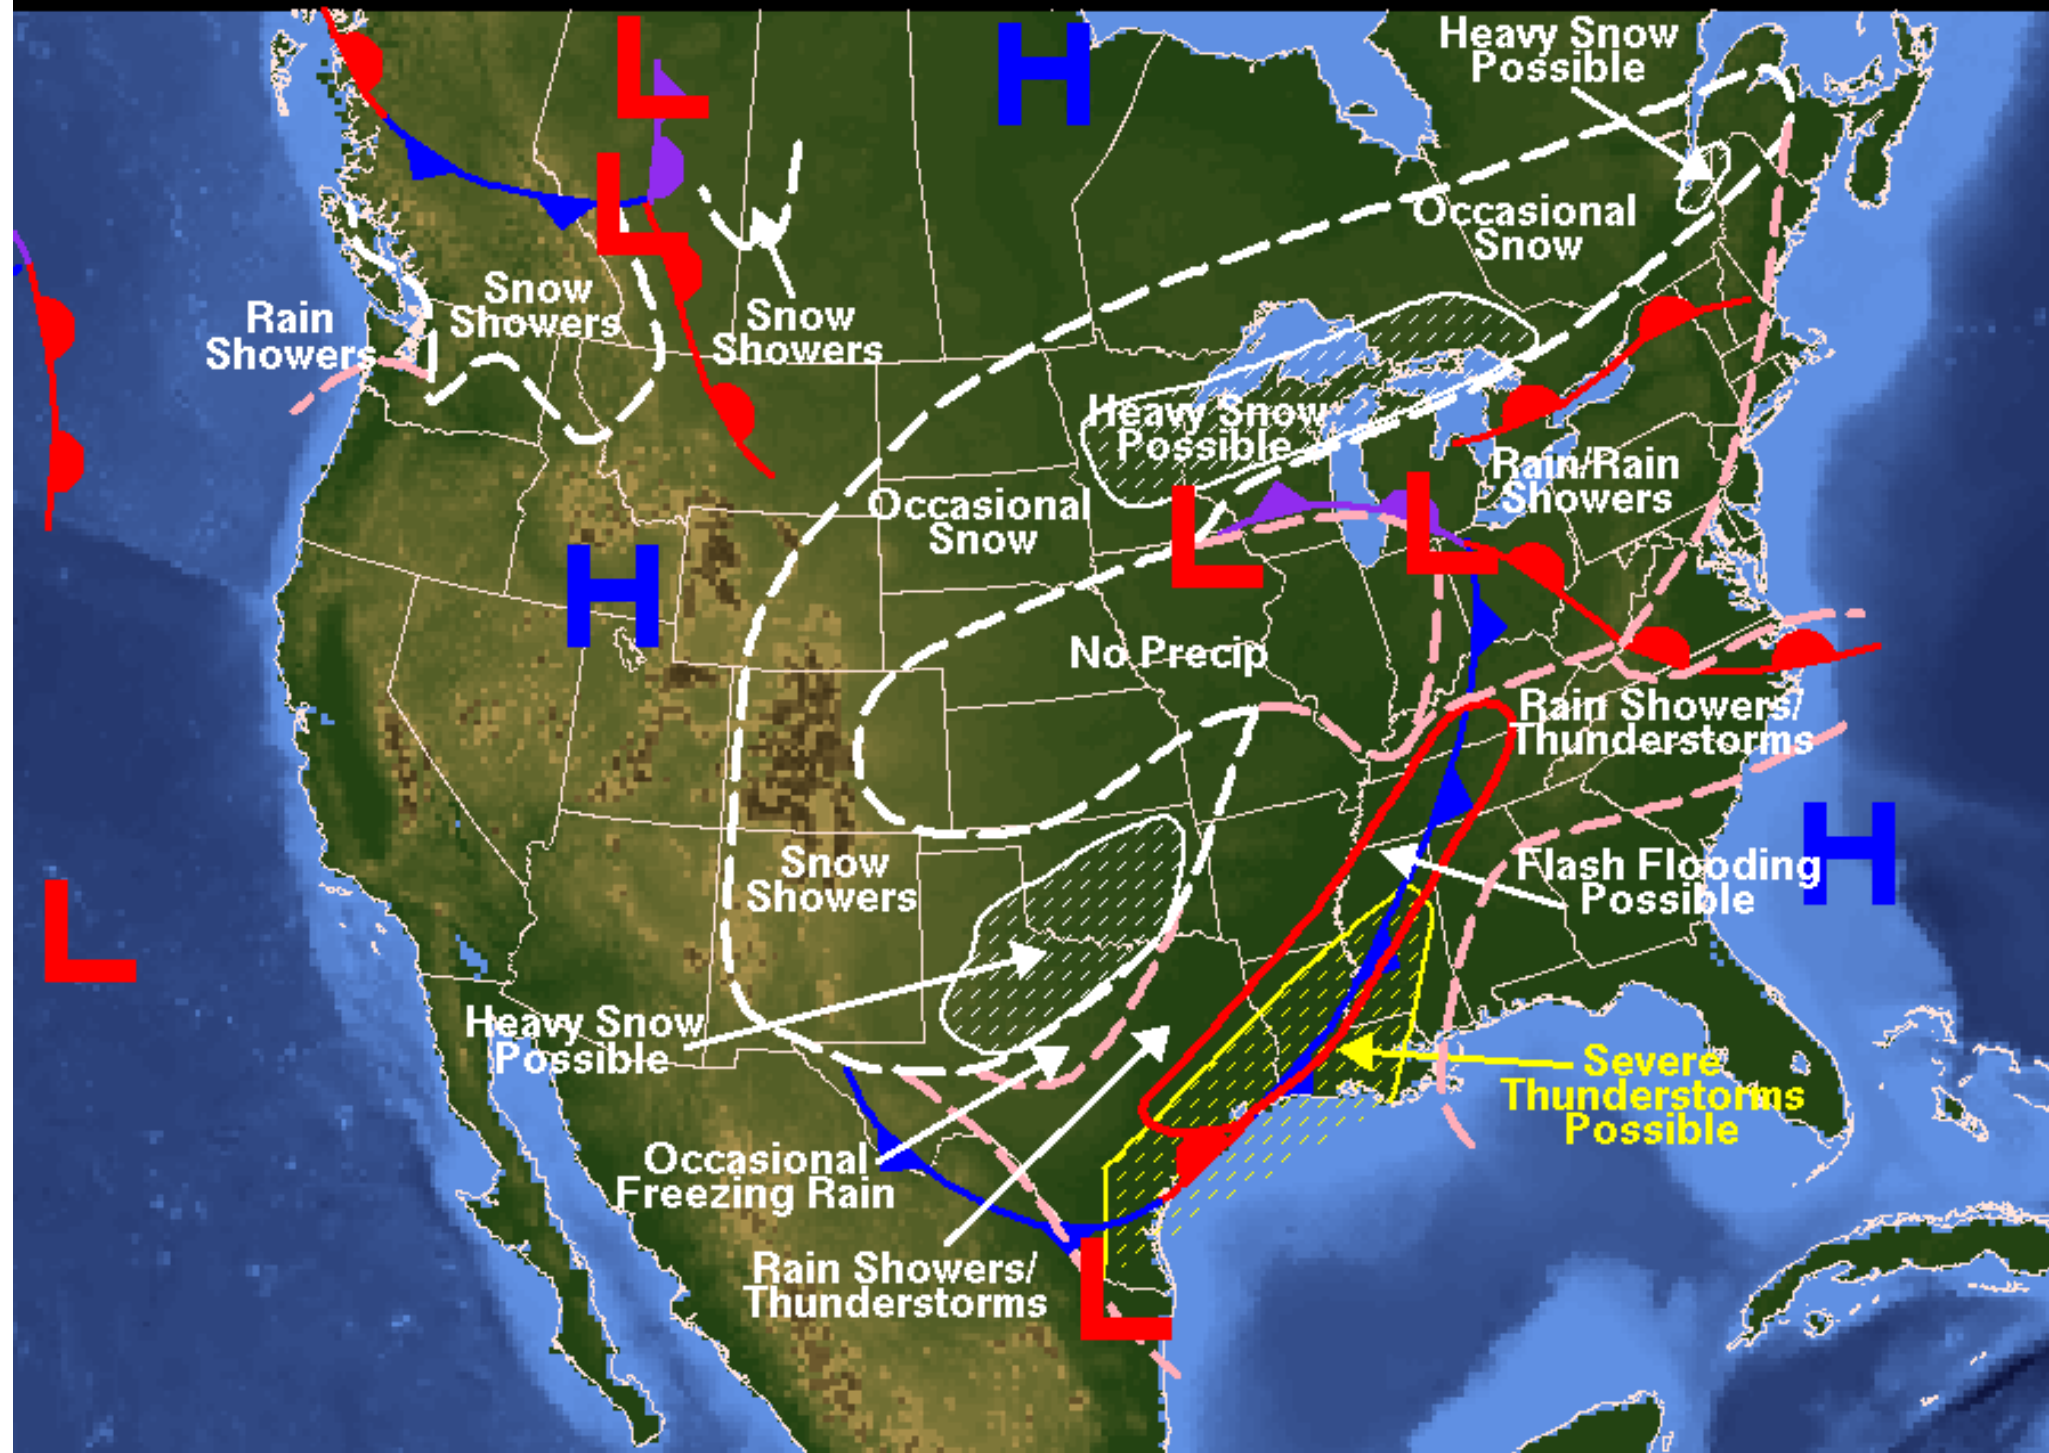 Heavy Snow
Possible
L
H
L
Occasional
Snow
Snow
Showers
Rain
Showers
Snow
Showers
Heavy Snow
Possible
Rain/Rain
Showers
Occasional
Snow
L
L
H
No Precip
Rain Showers/
Thunderstorms
Snow
Showers
Flash Flooding
Possible
H
L
Heavy Snow
Possible
Severe
Thunderstorms
Possible
Occasional
Freezing Rain
Rain Showers/
Thunderstorms
L